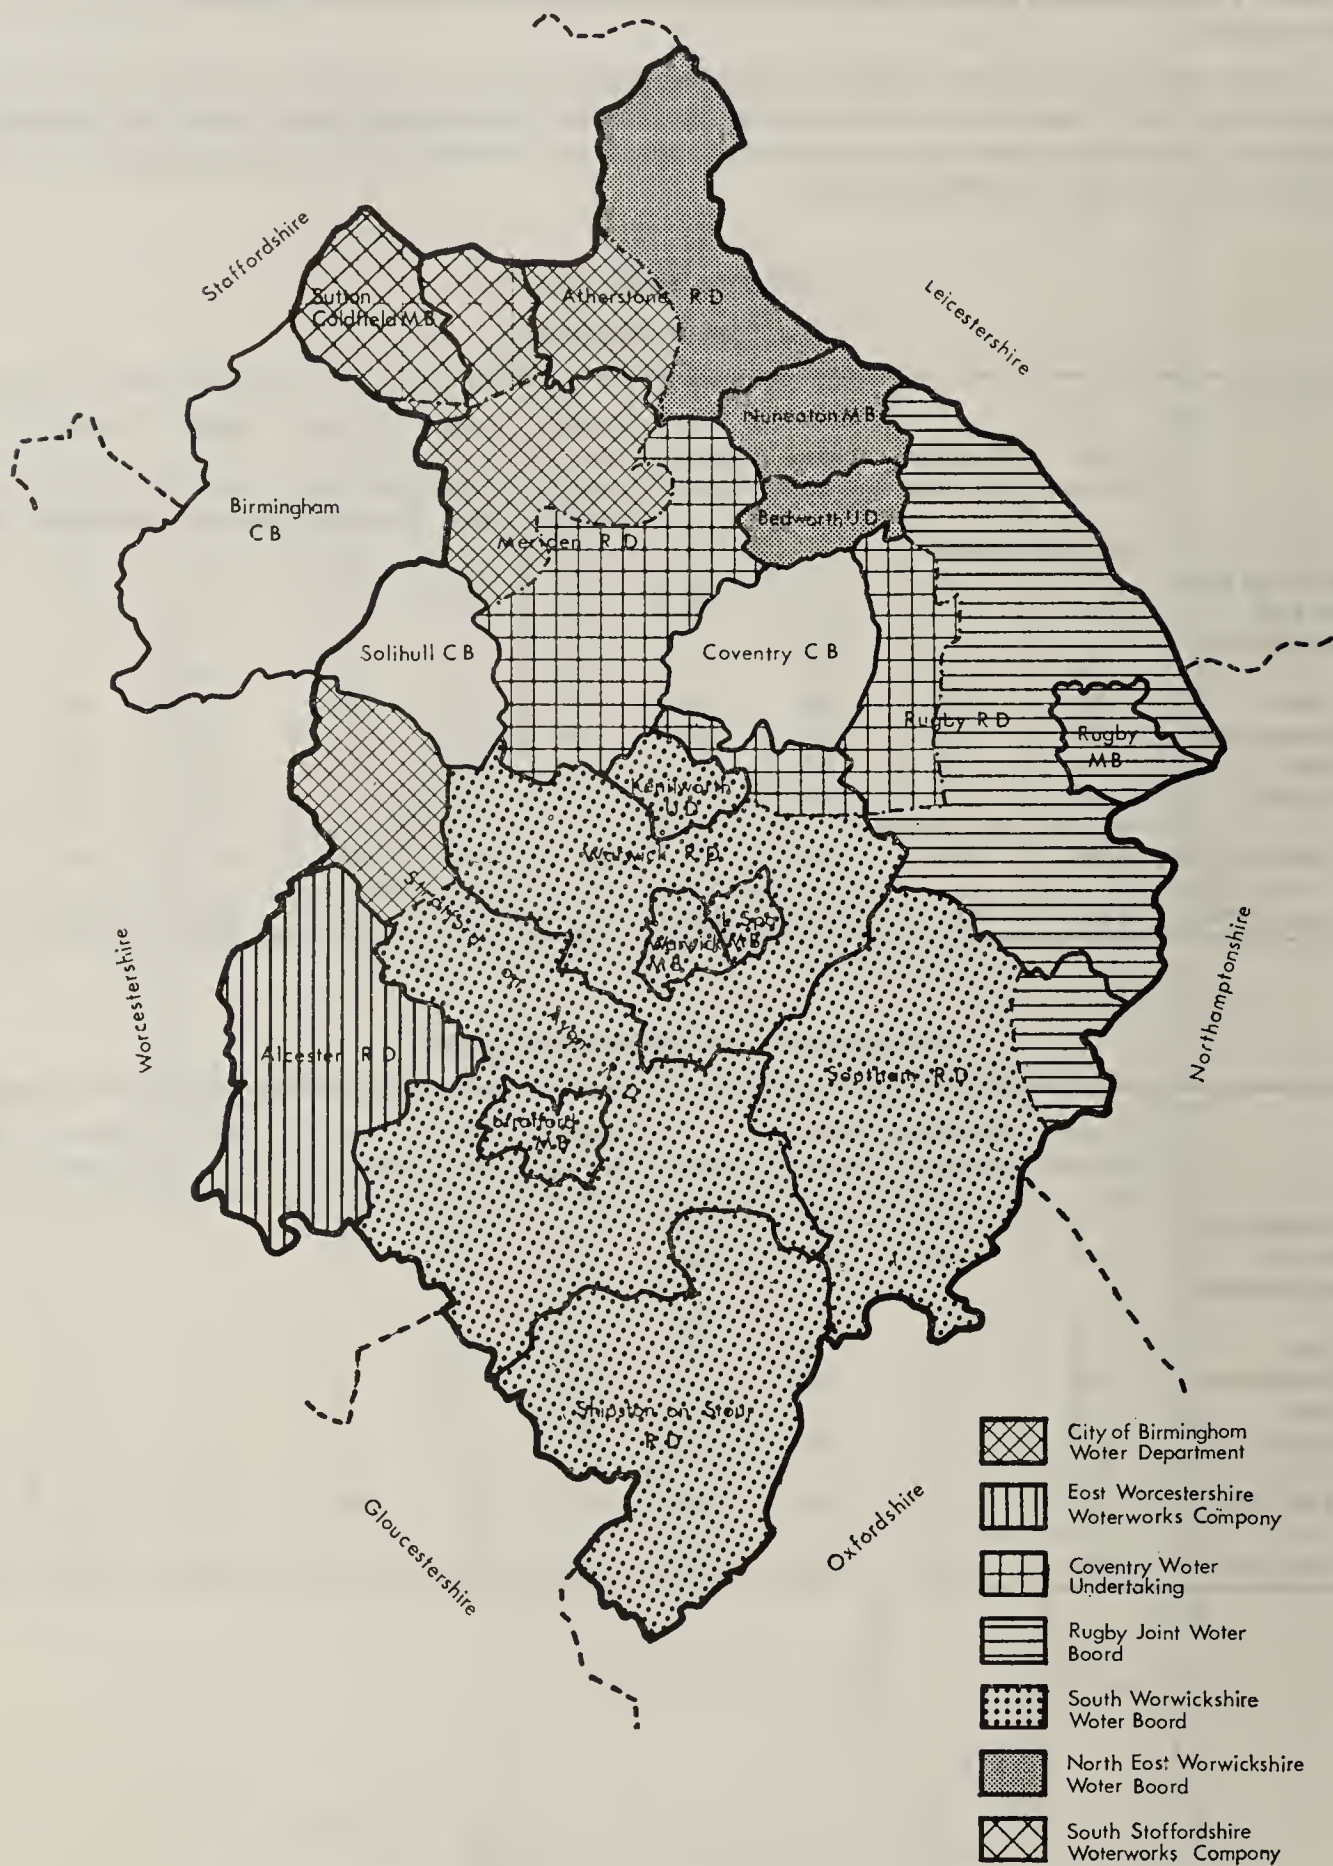 Staffordshire
Leicestershire
Sutton
Coldfield M B
Atherstone R D
Nuneaton M B
Birmingham
C B
Bedworth U D
Meriden R D
Solihull C B
Coventry C B
Rugby R D
Rugby
M B
Kenilworth
U D
Warwick R D
Stratford on Avon R D
L Spa
M B
Warwick
M B
Worcestershire
Northamptonshire
Alcester R D
Southam R D
Stratford
M B
Shipston on Stour
R D
Gloucestershire
Oxfordshire
City of Birmingham
Water Department
East Worcestershire
Waterworks Company
Coventry Water
Undertaking
Rugby Joint Water
Board
South Warwickshire
Water Board
North East Warwickshire
Water Board
South Staffordshire
Waterworks Company